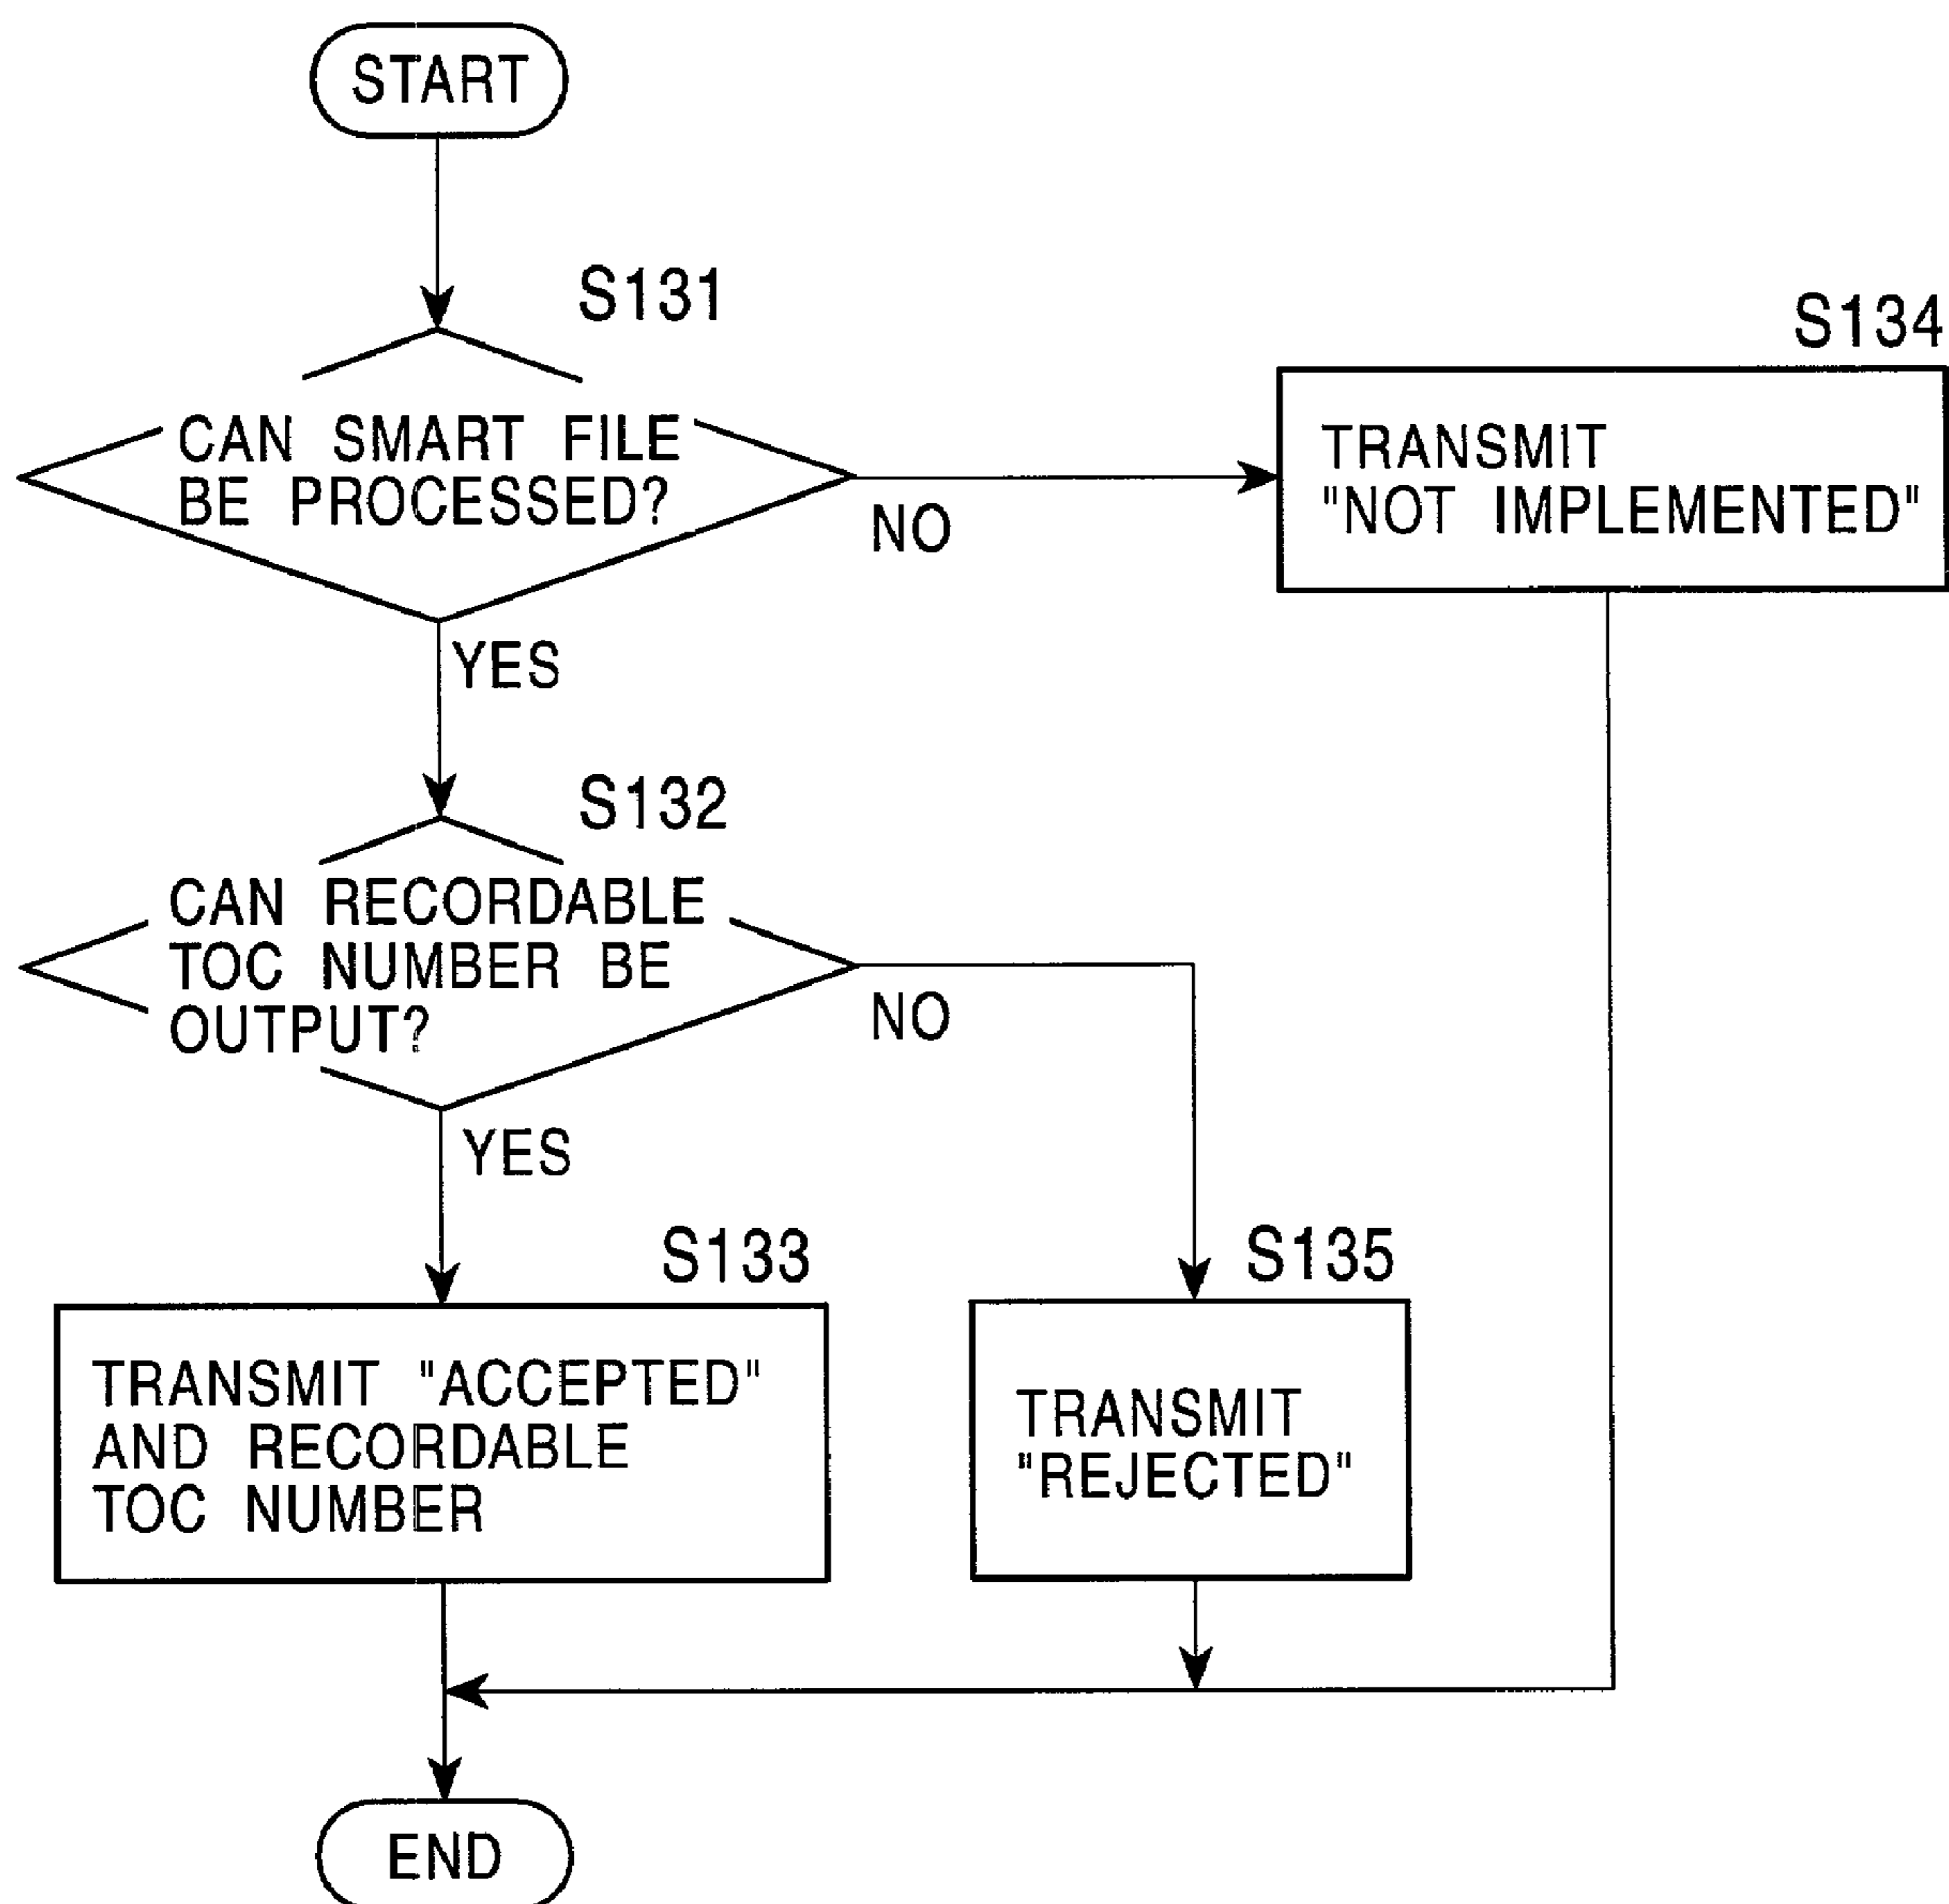 START
S131
CAN SMART FILE
BE PROCESSED?
NO
S134
TRANSMIT
"NOT IMPLEMENTED"
YES
S132
CAN RECORDABLE
TOC NUMBER BE
OUTPUT?
NO
YES
S133
TRANSMIT "ACCEPTED"
AND RECORDABLE
TOC NUMBER
S135
TRANSMIT
"REJECTED"
END